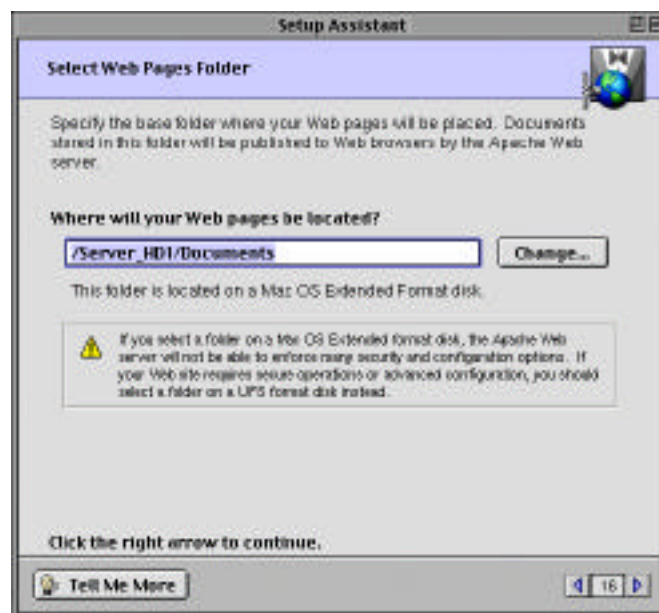 Setup Assistant
Select Web Pages Folder
Specify the base folder where your Web pages will be placed. Documents
stored in this folder will be published to Web browsers by the Apache Web
server.
Where will your Web pages be located?
/Server_HD1/Documents
Change...
This folder is located on a Mac OS Extended Format disk.
If you select a folder on a Mac OS Extended format disk, the Apache Web
server will not be able to enforce many security and configuration options. If
your Web site requires secure operations or advanced configuration, you should
select a folder on a UFS format disk instead.
Click the right arrow to continue.
Tell Me More
16